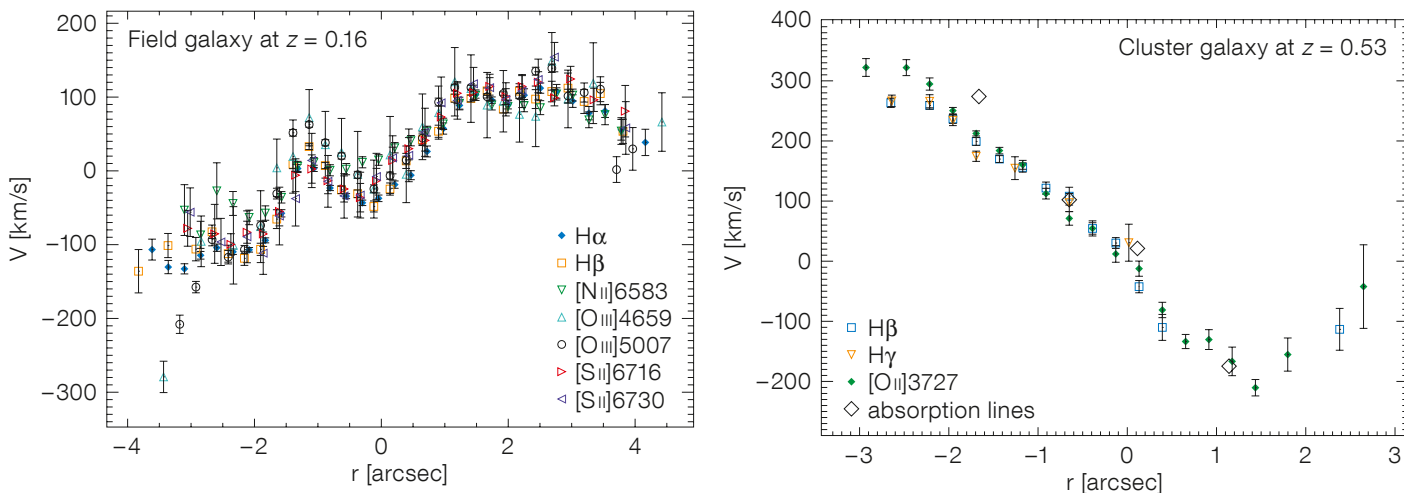 Field galaxy at z = 0.16
V [km/s]
200
100
0
−100
−200
−300
Hα
Hβ
[N II]6583
[O III]4659
[O III]5007
[S II]6716
[S II]6730
−4
−2
0
2
4
r [arcsec]
Cluster galaxy at z = 0.53
V [km/s]
400
300
200
100
0
−100
−200
Hβ
Hγ
[O II]3727
absorption lines
−3
−2
−1
0
1
2
3
r [arcsec]